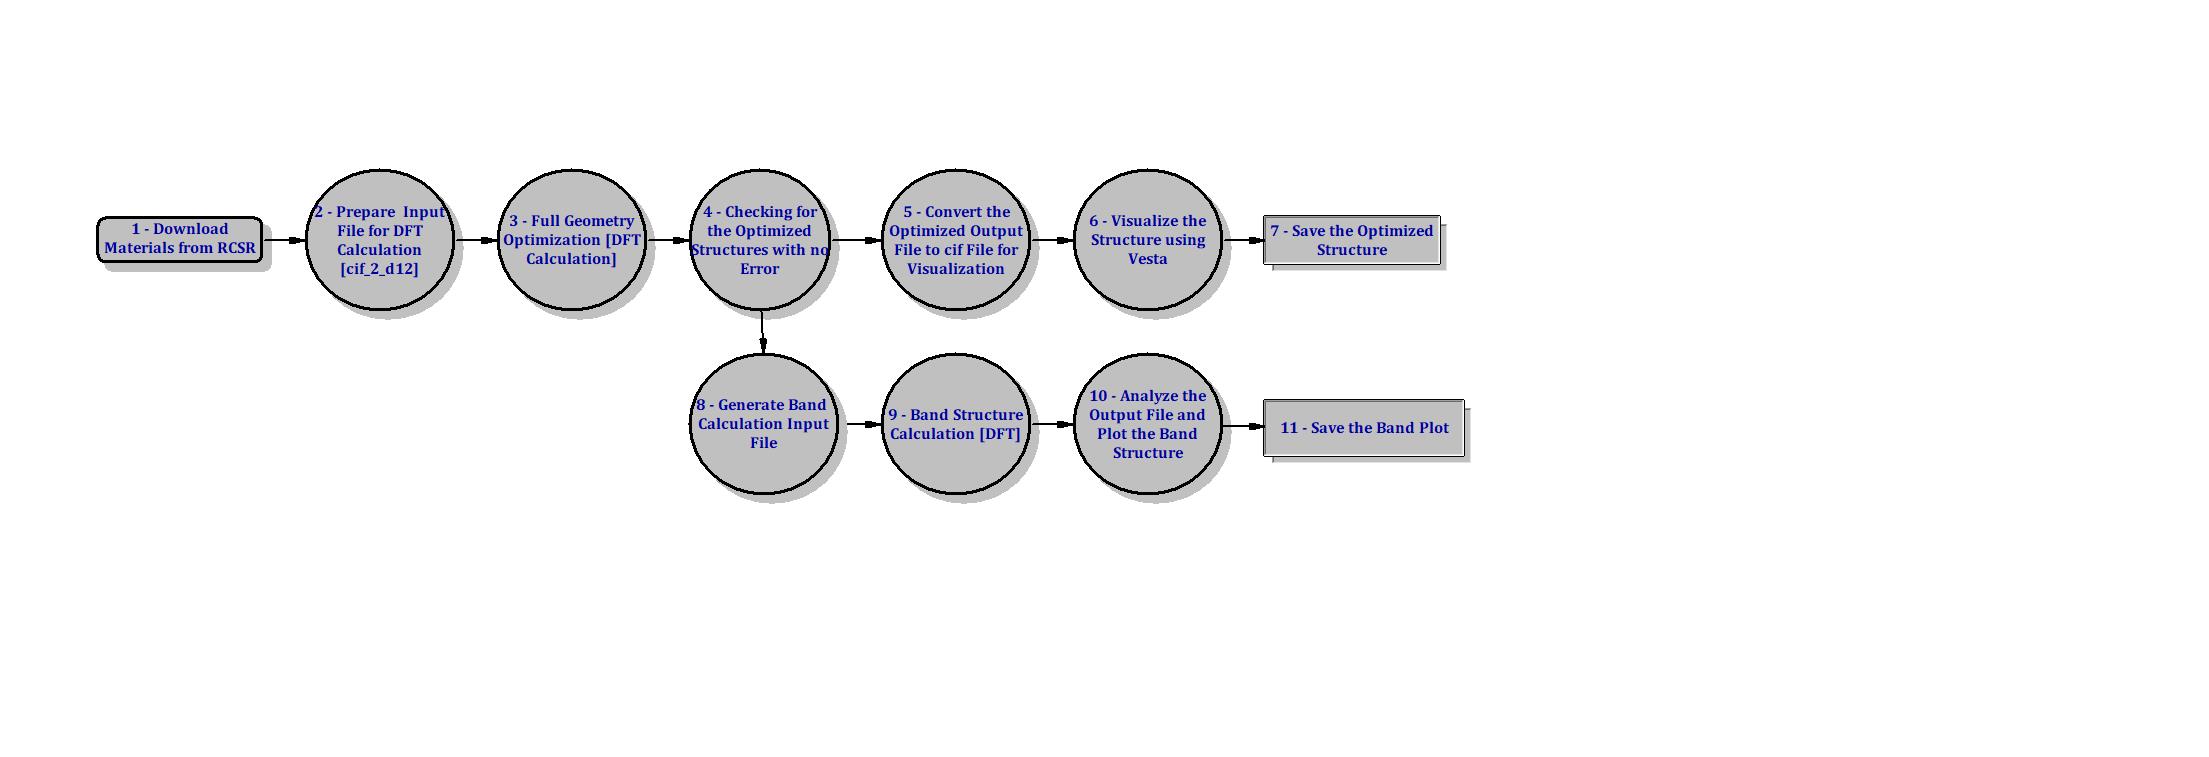 1 - Download
Materials from RCSR
2 - Prepare  Input
File for DFT
Calculation
[cif_2_d12]
3 - Full Geometry
Optimization [DFT
Calculation]
4 - Checking for
the Optimized
Structures with no
Error
5 - Convert the
Optimized Output
File to cif File for
Visualization
6 - Visualize the
Structure using
Vesta
7 - Save the Optimized
Structure
8 - Generate Band
Calculation Input
File
9 - Band Structure
Calculation [DFT]
10 - Analyze the
Output File and
Plot the Band
Structure
11 - Save the Band Plot